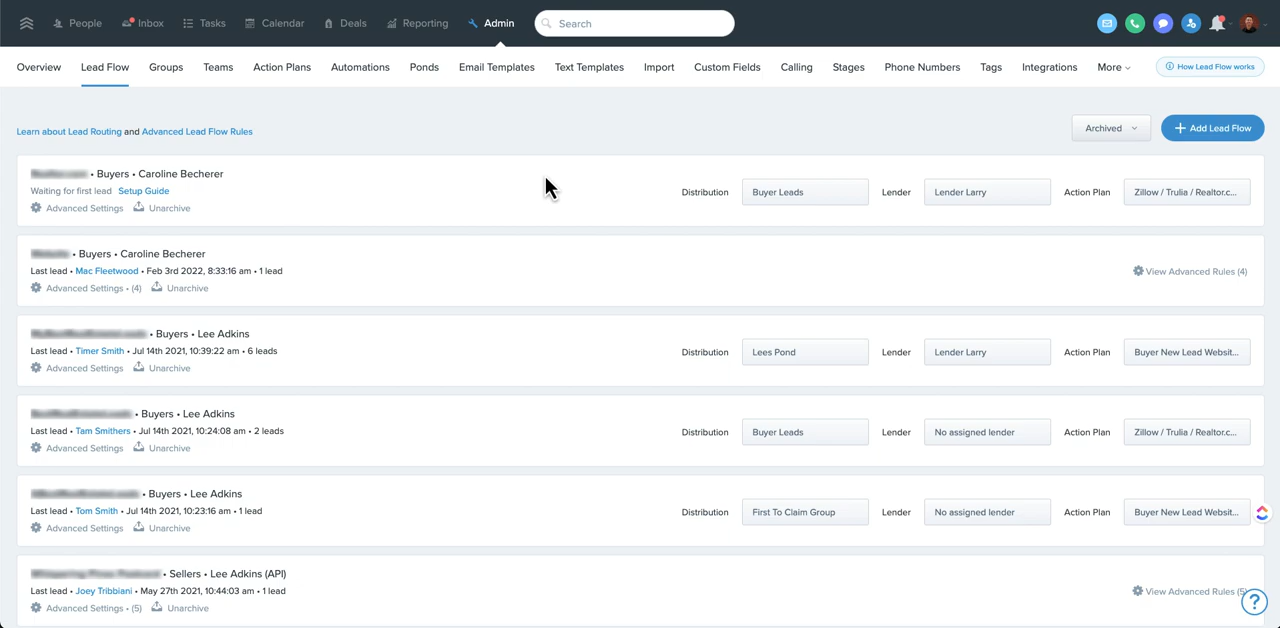 People Inbox Tasks Calendar Deals Reporting Admin Search
Overview Lead Flow Groups Teams Action Plans Automations Ponds Email Templates Text Templates Import Custom Fields Calling Stages Phone Numbers Tags Integrations More How Lead Flow works
Learn about Lead Routing and Advanced Lead Flow Rules Archived + Add Lead Flow
• Buyers • Caroline Becherer
Waiting for first lead Setup Guide
Distribution Buyer Leads Lender Lender Larry Action Plan Zillow / Trulia / Realtor.c...
Advanced Settings Unarchive
• Buyers • Caroline Becherer
Last lead • Mac Fleetwood • Feb 3rd 2022, 8:33:16 am • 1 lead
View Advanced Rules (4)
Advanced Settings • (4) Unarchive
• Buyers • Lee Adkins
Last lead • Timer Smith • Jul 14th 2021, 10:39:22 am • 6 leads
Distribution Lees Pond Lender Lender Larry Action Plan Buyer New Lead Websit...
Advanced Settings Unarchive
• Buyers • Lee Adkins
Last lead • Tam Smithers • Jul 14th 2021, 10:24:08 am • 2 leads
Distribution Buyer Leads Lender No assigned lender Action Plan Zillow / Trulia / Realtor.c...
Advanced Settings Unarchive
• Buyers • Lee Adkins
Last lead • Tom Smith • Jul 14th 2021, 10:23:16 am • 1 lead
Distribution First To Claim Group Lender No assigned lender Action Plan Buyer New Lead Websit...
Advanced Settings Unarchive
• Sellers • Lee Adkins (API)
Last lead • Joey Tribbiani • May 27th 2021, 10:44:03 am • 1 lead
View Advanced Rules (5)
Advanced Settings • (5) Unarchive
?